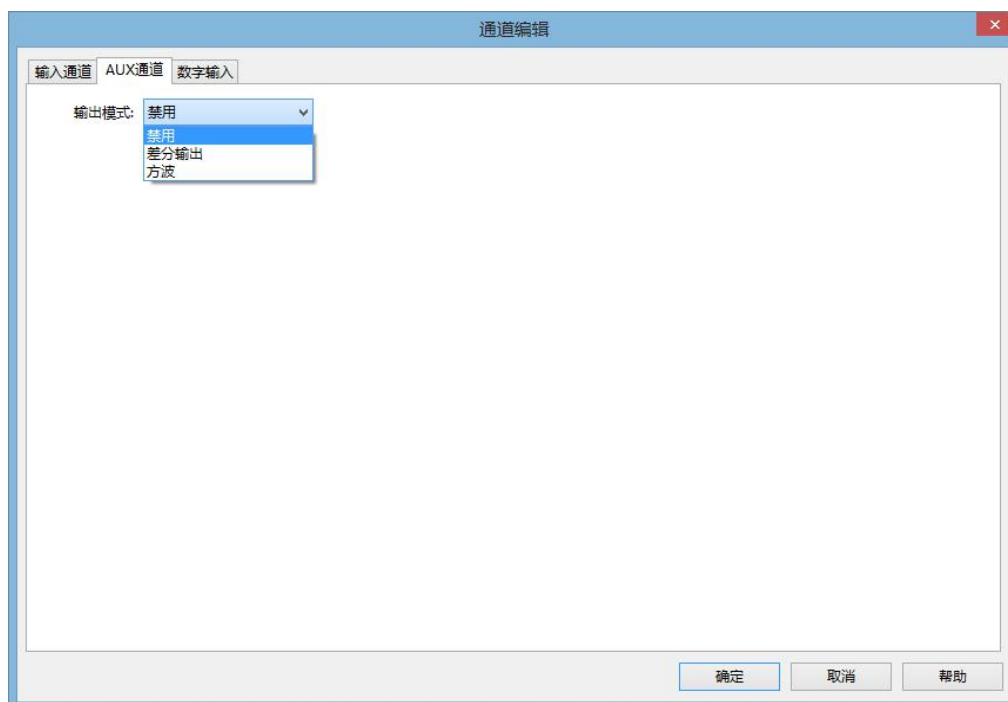 通道编辑
输入通道 AUX通道 数字输入
输出模式: 禁用
禁用
差分输出
方波
确定 取消 帮助